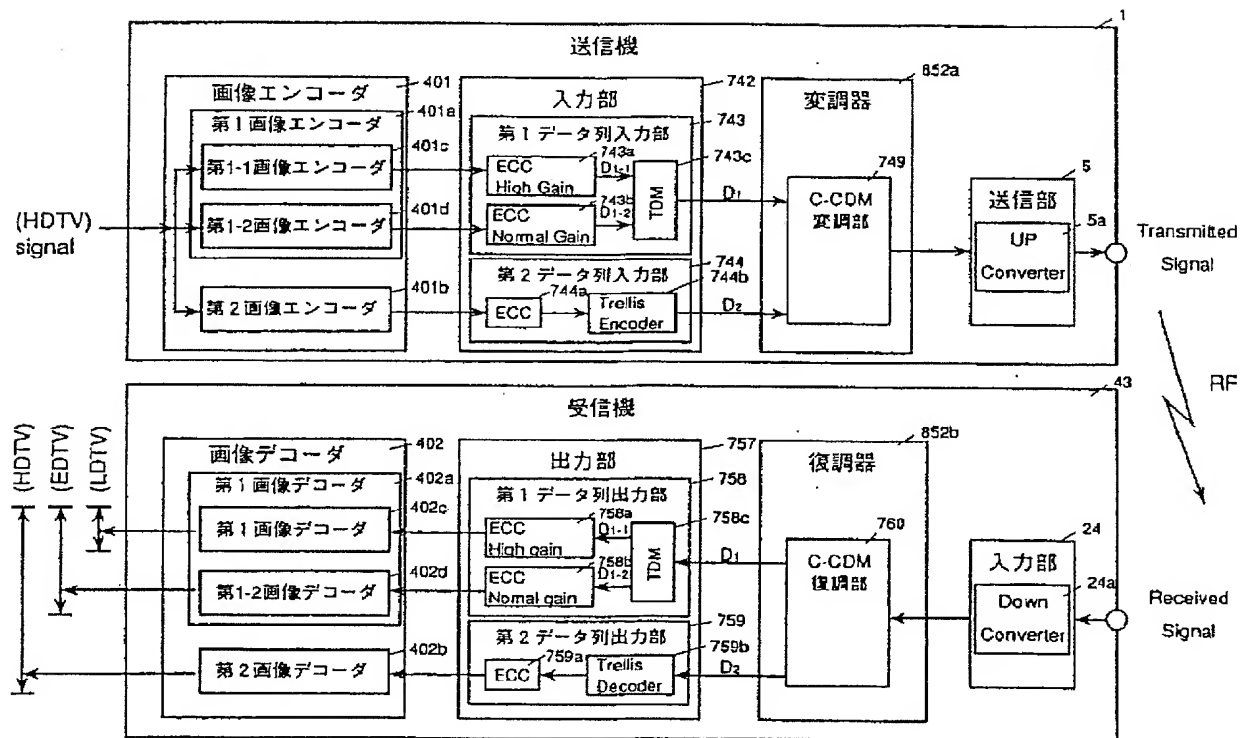 1
送信機
画像エンコーダ
401
第1画像エンコーダ
401a
第1-1画像エンコーダ
401c
第1-2画像エンコーダ
401d
第2画像エンコーダ
401b
(HDTV)
signal
入力部
742
第1データ列入力部
743
ECC
High Gain
743a
D1-1
743c
ECC
Normal Gain
743b
D1-2
TDM
D1
第2データ列入力部
744
ECC
744a
Trellis
Encoder
744b
D2
変調器
852a
C-CDM
変調部
749
送信部
5
UP
Converter
5a
Transmitted
Signal
RF
43
受信機
(HDTV)
(EDTV)
(LDTV)
画像デコーダ
402
第1画像デコーダ
402a
第1画像デコーダ
402c
第1-2画像デコーダ
402d
第2画像デコーダ
402b
出力部
757
第1データ列出力部
758
ECC
High gain
758a
D1-1
758c
ECC
Normal gain
758b
D1-2
TDM
D1
第2データ列出力部
759
ECC
759a
Trellis
Decoder
759b
D2
復調器
852b
C-CDM
復調部
760
入力部
24
Down
Converter
24a
Received
Signal